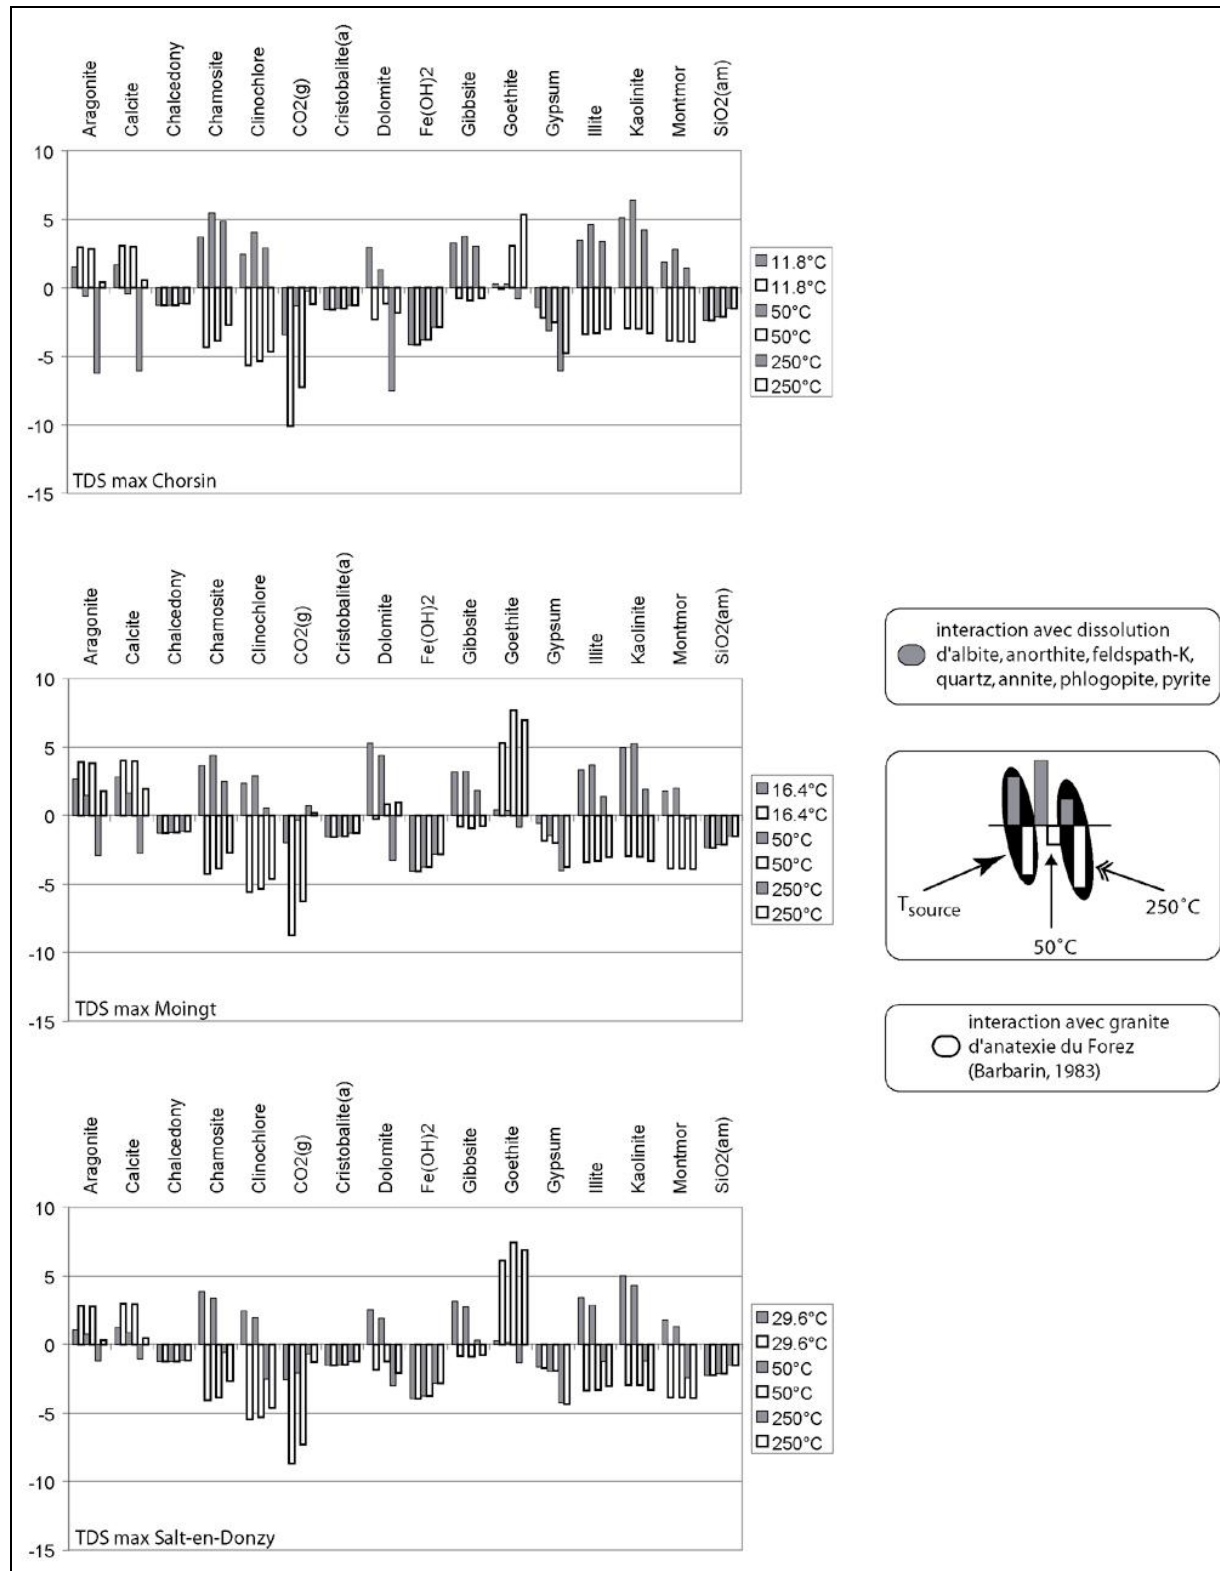 Aragonite
Calcite
Chalcedony
Chamosite
Clinochlore
CO2(g)
Cristobalite(a)
Dolomite
Fe(OH)2
Gibbsite
Goethite
Gypsum
Illite
Kaolinite
Montmor
SiO2(am)
10
5
0
-5
-10
-15
TDS max Chorsin
11.8°C
11.8°C
50°C
50°C
250°C
250°C
Aragonite
Calcite
Chalcedony
Chamosite
Clinochlore
CO2(g)
Cristobalite(a)
Dolomite
Fe(OH)2
Gibbsite
Goethite
Gypsum
Illite
Kaolinite
Montmor
SiO2(am)
10
5
0
-5
-10
-15
TDS max Moingt
16.4°C
16.4°C
50°C
50°C
250°C
250°C
interaction avec dissolution
d'albite, anorthite, feldspath-K,
quartz, annite, phlogopite, pyrite
Tsource
50°C
250°C
interaction avec granite
d'anatexie du Forez
(Barbarin, 1983)
Aragonite
Calcite
Chalcedony
Chamosite
Clinochlore
CO2(g)
Cristobalite(a)
Dolomite
Fe(OH)2
Gibbsite
Goethite
Gypsum
Illite
Kaolinite
Montmor
SiO2(am)
10
5
0
-5
-10
-15
TDS max Salt-en-Donzy
29.6°C
29.6°C
50°C
50°C
250°C
250°C